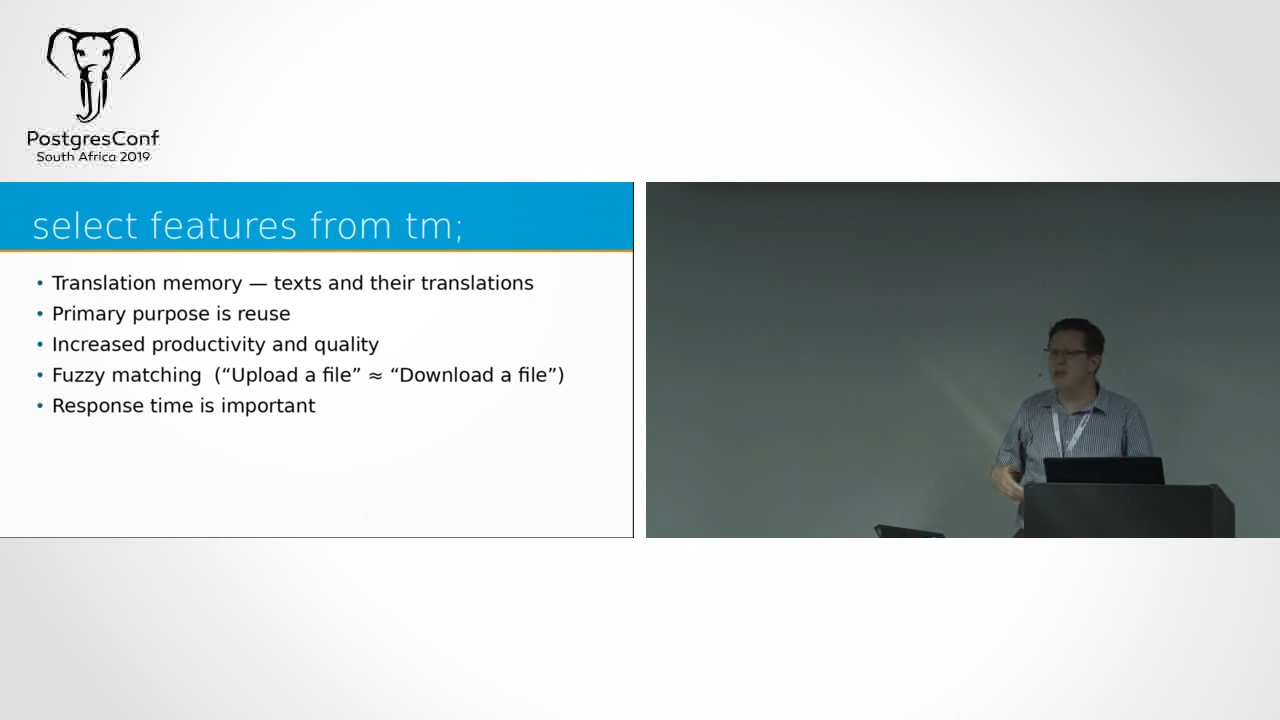 PostgresConf
South Africa 2019
select features from tm;
• Translation memory — texts and their translations
• Primary purpose is reuse
• Increased productivity and quality
• Fuzzy matching (“Upload a file” ≈ “Download a file”)
• Response time is important